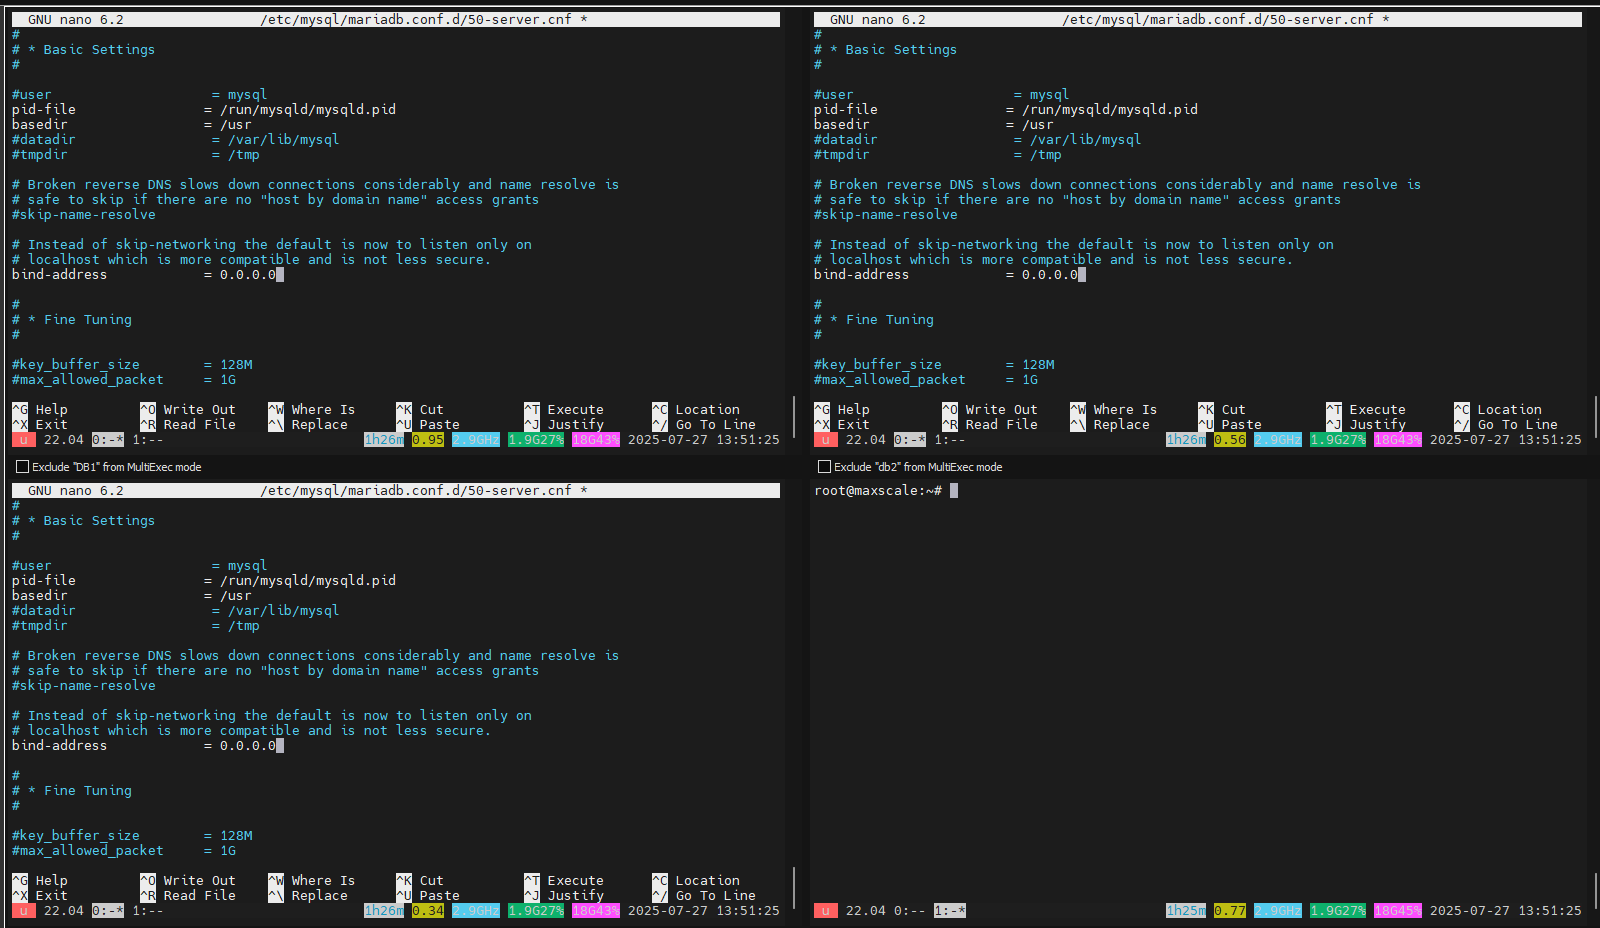 GNU nano 6.2 /etc/mysql/mariadb.conf.d/50-server.cnf *
#
# * Basic Settings
#
#user = mysql
pid-file = /run/mysqld/mysqld.pid
basedir = /usr
#datadir = /var/lib/mysql
#tmpdir = /tmp
# Broken reverse DNS slows down connections considerably and name resolve is
# safe to skip if there are no "host by domain name" access grants
#skip-name-resolve
# Instead of skip-networking the default is now to listen only on
# localhost which is more compatible and is not less secure.
bind-address = 0.0.0.0
#
# * Fine Tuning
#
#key_buffer_size = 128M
#max_allowed_packet = 1G
^G Help ^O Write Out ^W Where Is ^K Cut ^T Execute ^C Location
^X Exit ^R Read File ^\ Replace ^U Paste ^J Justify ^/ Go To Line
u 22.04 0:-* 1:-- 1h26m 0.95 2.9GHz 1.9G27% 18G43% 2025-07-27 13:51:25
Exclude "DB1" from MultiExec mode
GNU nano 6.2 /etc/mysql/mariadb.conf.d/50-server.cnf *
#
# * Basic Settings
#
#user = mysql
pid-file = /run/mysqld/mysqld.pid
basedir = /usr
#datadir = /var/lib/mysql
#tmpdir = /tmp
# Broken reverse DNS slows down connections considerably and name resolve is
# safe to skip if there are no "host by domain name" access grants
#skip-name-resolve
# Instead of skip-networking the default is now to listen only on
# localhost which is more compatible and is not less secure.
bind-address = 0.0.0.0
#
# * Fine Tuning
#
#key_buffer_size = 128M
#max_allowed_packet = 1G
^G Help ^O Write Out ^W Where Is ^K Cut ^T Execute ^C Location
^X Exit ^R Read File ^\ Replace ^U Paste ^J Justify ^/ Go To Line
u 22.04 0:-* 1:-- 1h26m 0.56 2.9GHz 1.9G27% 18G43% 2025-07-27 13:51:25
Exclude "db2" from MultiExec mode
GNU nano 6.2 /etc/mysql/mariadb.conf.d/50-server.cnf *
#
# * Basic Settings
#
#user = mysql
pid-file = /run/mysqld/mysqld.pid
basedir = /usr
#datadir = /var/lib/mysql
#tmpdir = /tmp
# Broken reverse DNS slows down connections considerably and name resolve is
# safe to skip if there are no "host by domain name" access grants
#skip-name-resolve
# Instead of skip-networking the default is now to listen only on
# localhost which is more compatible and is not less secure.
bind-address = 0.0.0.0
#
# * Fine Tuning
#
#key_buffer_size = 128M
#max_allowed_packet = 1G
^G Help ^O Write Out ^W Where Is ^K Cut ^T Execute ^C Location
^X Exit ^R Read File ^\ Replace ^U Paste ^J Justify ^/ Go To Line
u 22.04 0:-* 1:-- 1h26m 0.34 2.9GHz 1.9G27% 18G43% 2025-07-27 13:51:25
root@maxscale:~#
u 22.04 0:-- 1:-* 1h25m 0.77 2.9GHz 1.9G27% 18G45% 2025-07-27 13:51:25